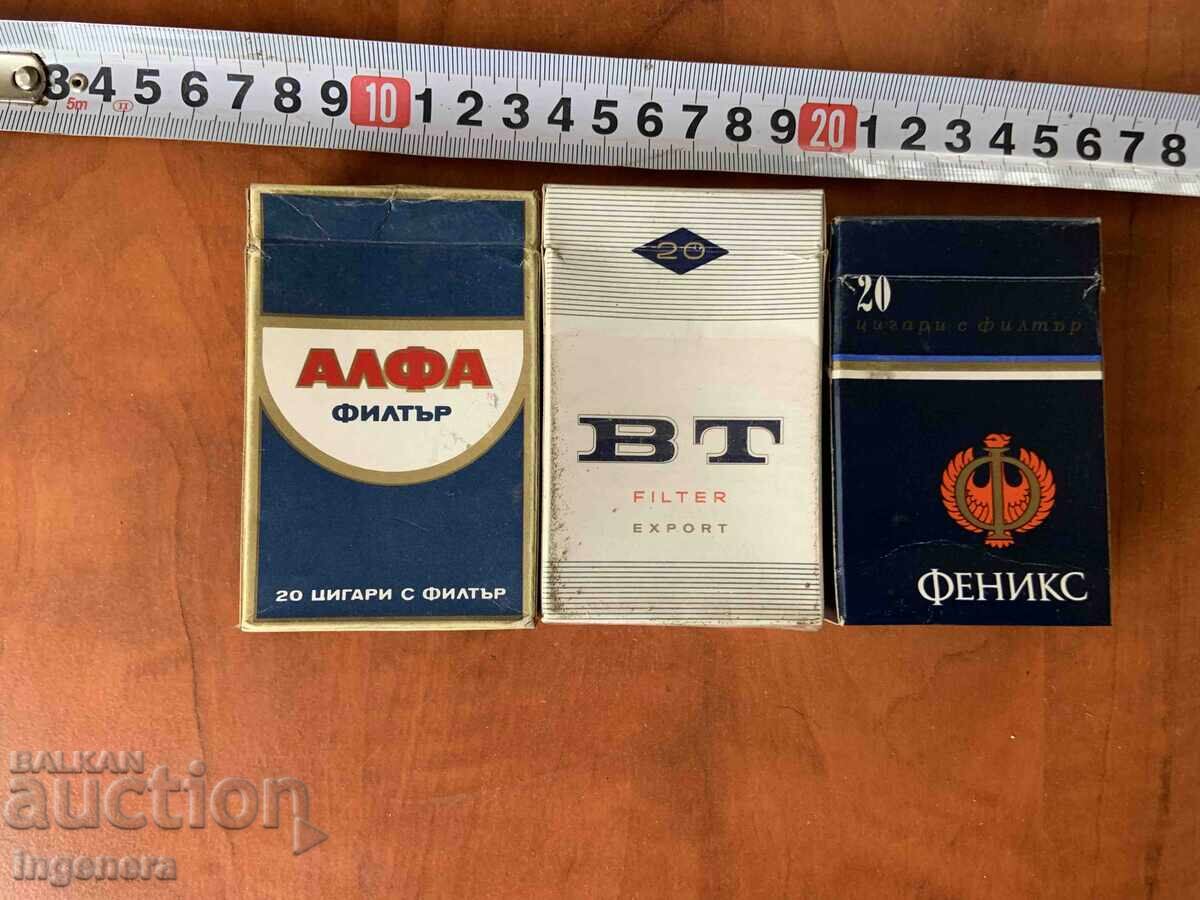 3 4 5 6 7 8 9 10 1 2 3 4 5 6 7 8 9 20 1 2 3 4 5 6 7 8
5m II
АЛФА
ФИЛТЪР
20 ЦИГАРИ С ФИЛТЪР
20
BT
FILTER
EXPORT
20
цигари с филтър
ФЕНИКС
BALKAN
auction
ingenera